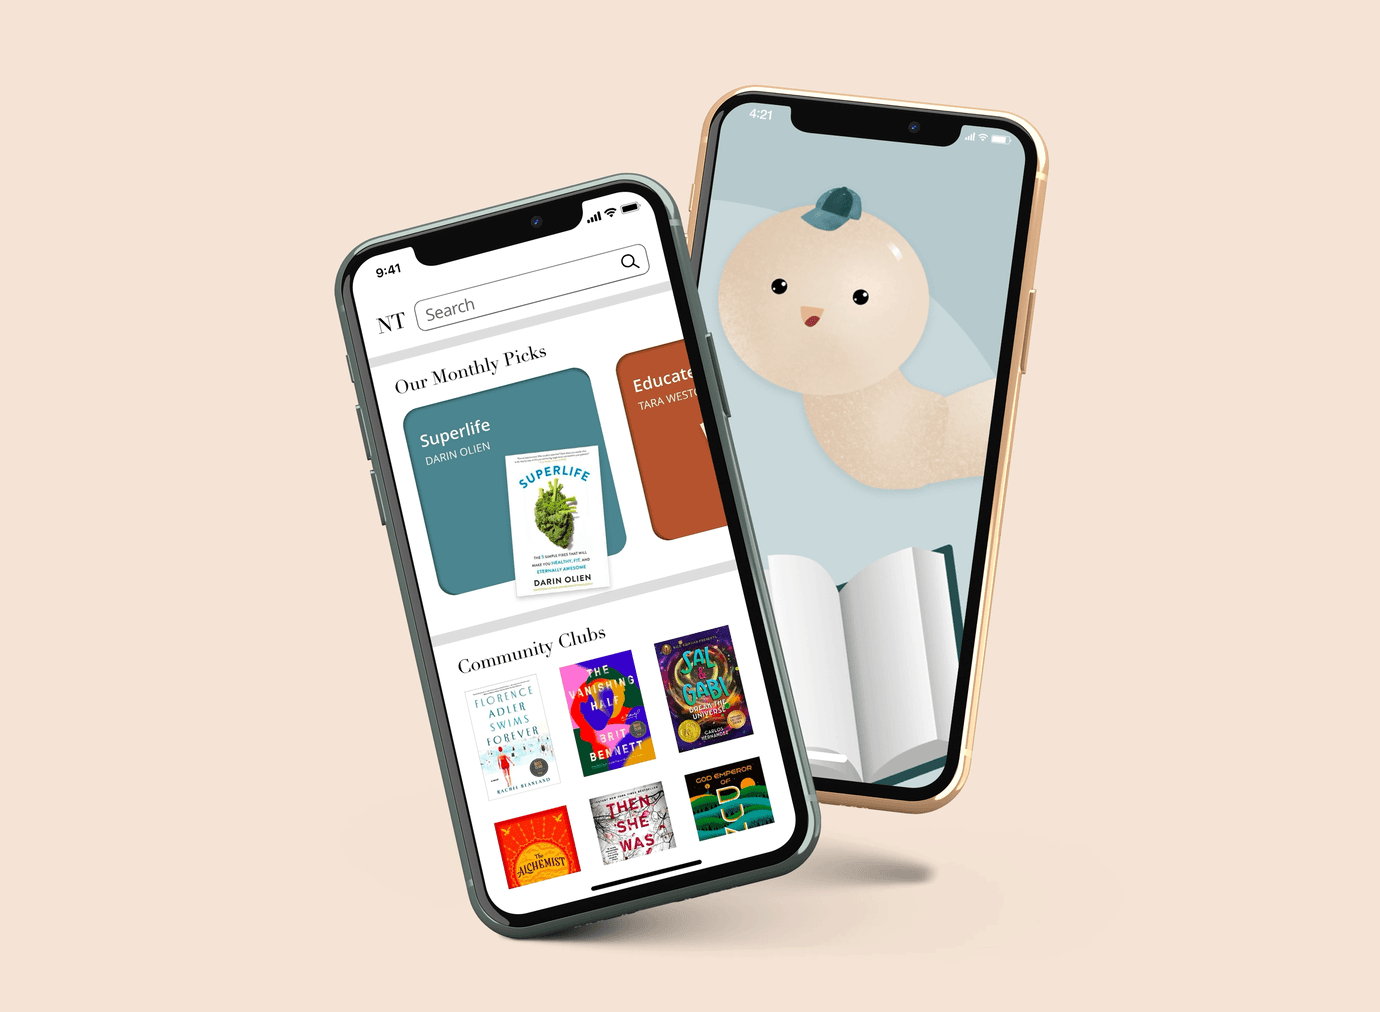 9:41
NT
Search
Our Monthly Picks
Superlife
DARIN OLIEN
SUPERLIFE
THE 5 SIMPLE FIXES THAT WILL
MAKE YOU HEALTHY, FIT, AND
ETERNALLY AWESOME
DARIN OLIEN
Educate
TARA WESTO
Community Clubs
FLORENCE
ADLER
SWIMS
FOREVER
RACHEL BEANLAND
THE
VANISHING
HALF
BRIT
BENNETT
SAL
&
GABI
BREAK THE
UNIVERSE
CARLOS
HERNANDEZ
The
ALCHEMIST
THEN
SHE
WAS
GOD EMPEROR
OF
DUN
4:21